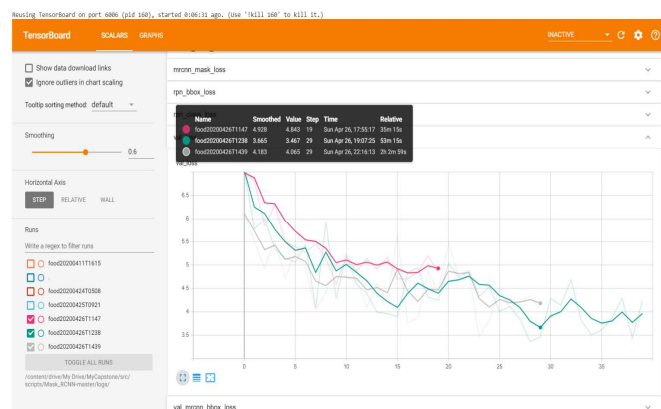 Reusing TensorBoard on port 6006 (pid 160), started 0:06:31 ago. (Use '!kill 160' to kill it.)
TensorBoard SCALARS GRAPHS INACTIVE
Show data download links
Ignore outliers in chart scaling
Tooltip sorting method: default
Smoothing
0.6
Horizontal Axis
STEP RELATIVE WALL
Runs
Write a regex to filter runs
food20200411T1615
.
food20200424T0508
food20200425T0921
food20200426T1147
food20200426T1238
food20200426T1439
TOGGLE ALL RUNS
/content/drive/My Drive/MyCapstone/src/
scripts/Mask_RCNN-master/logs/
mrcnn_mask_loss
rpn_bbox_loss
Name Smoothed Value Step Time Relative
food20200426T1147 4.928 4.843 19 Sun Apr 26, 17:55:17 35m 15s
food20200426T1238 3.665 3.467 29 Sun Apr 26, 19:07:25 53m 15s
food20200426T1439 4.183 4.065 29 Sun Apr 26, 22:16:13 2h 2m 59s
val_loss
6.5
6
5.5
5
4.5
4
3.5
0 5 10 15 20 25 30 35
val_mrcnn_bbox_loss